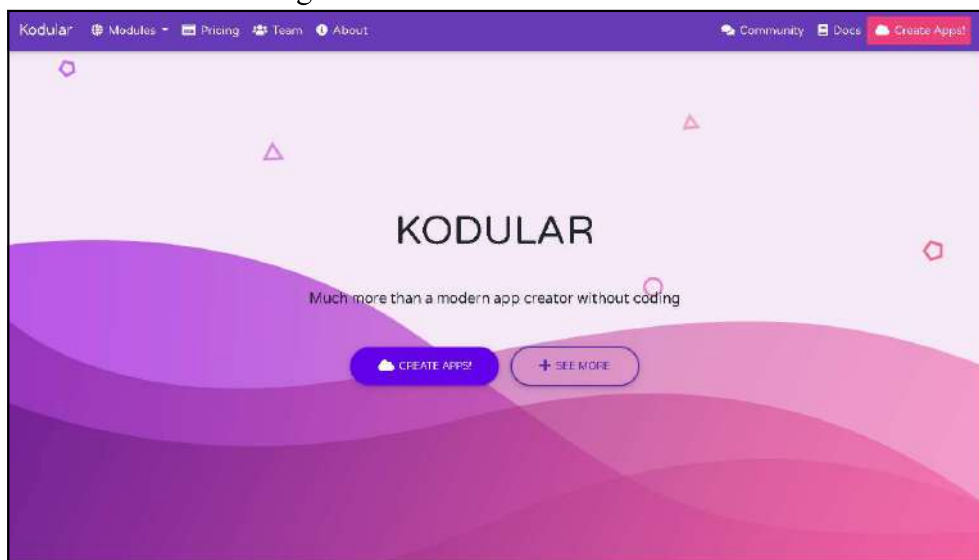 Kodular Modules Pricing Team About Community Docs Create Apps!
KODULAR
Much more than a modern app creator without coding
CREATE APPS! SEE MORE